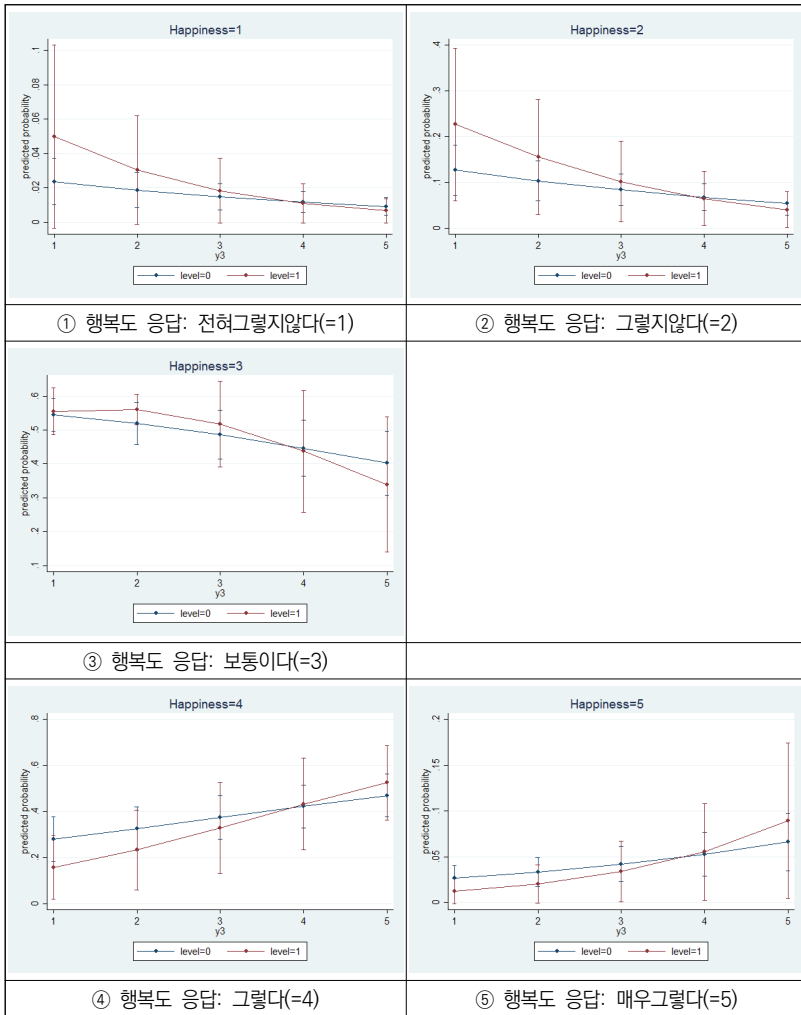 Happiness=1
predicted probability
.1
.08
.06
.04
.02
0
1 2 3 4 5
y3
level=0 level=1
① 행복도 응답: 전혀그렇지않다(=1)
Happiness=2
predicted probability
.4
.3
.2
.1
0
1 2 3 4 5
y3
level=0 level=1
② 행복도 응답: 그렇지않다(=2)
Happiness=3
predicted probability
.6
.5
.4
.3
.2
.1
1 2 3 4 5
y3
level=0 level=1
③ 행복도 응답: 보통이다(=3)
Happiness=4
predicted probability
.8
.6
.4
.2
0
1 2 3 4 5
y3
level=0 level=1
④ 행복도 응답: 그렇다(=4)
Happiness=5
predicted probability
.2
.15
.1
.05
0
1 2 3 4 5
y3
level=0 level=1
⑤ 행복도 응답: 매우그렇다(=5)